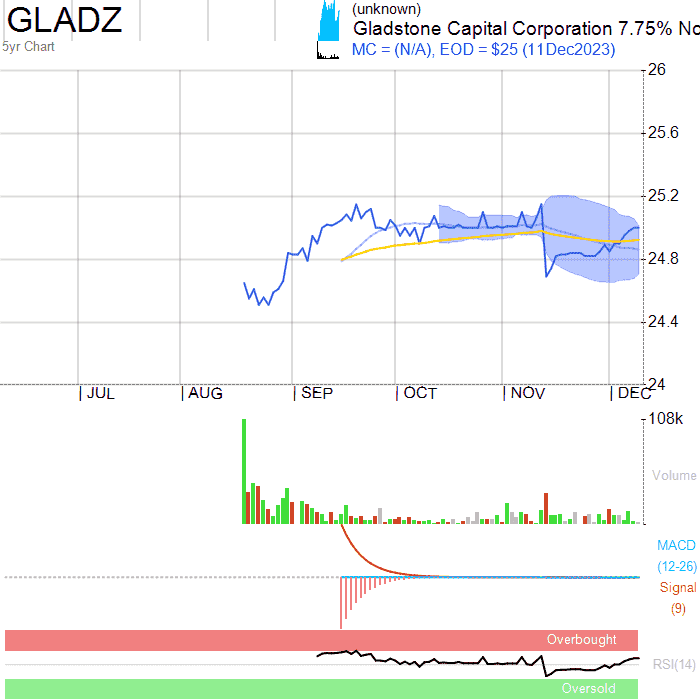 GLADZ
5yr Chart
(unknown)
Gladstone Capital Corporation 7.75% No
MC = (N/A), EOD = $25 (11Dec2023)
26
25.6
25.2
24.8
24.4
24
JUL
AUG
SEP
OCT
NOV
DEC
108k
Volume
MACD
(12-26)
Signal
(9)
Overbought
RSI(14)
Oversold